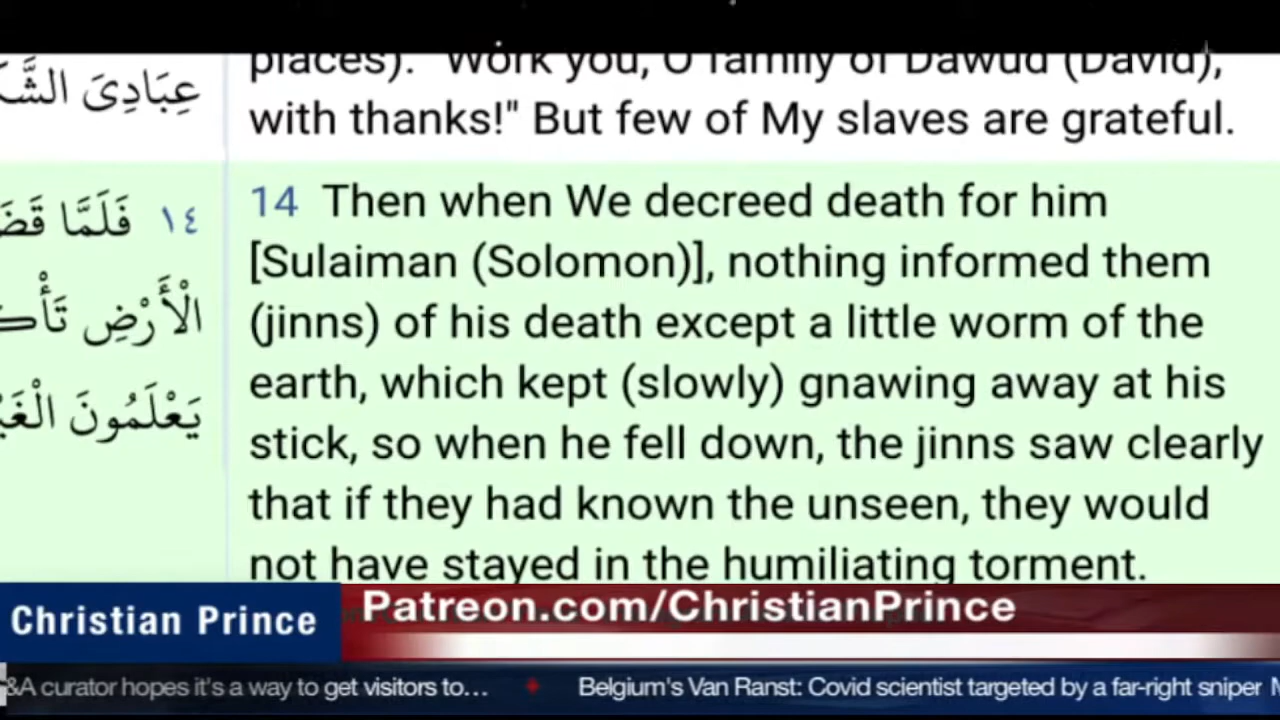 places). "Work you, O family of Dawud (David),
with thanks!" But few of My slaves are grateful.
عِبَادِىَ
14 Then when We decreed death for him
[Sulaiman (Solomon)], nothing informed them
(jinns) of his death except a little worm of the
earth, which kept (slowly) gnawing away at his
stick, so when he fell down, the jinns saw clearly
that if they had known the unseen, they would
not have stayed in the humiliating torment.
١٤ فَلَمَّا
الْأَرْضِ
يَعْلَمُونَ
Christian Prince
Patreon.com/ChristianPrince
&A curator hopes it's a way to get visitors to... Belgium's Van Ranst: Covid scientist targeted by a far-right sniper